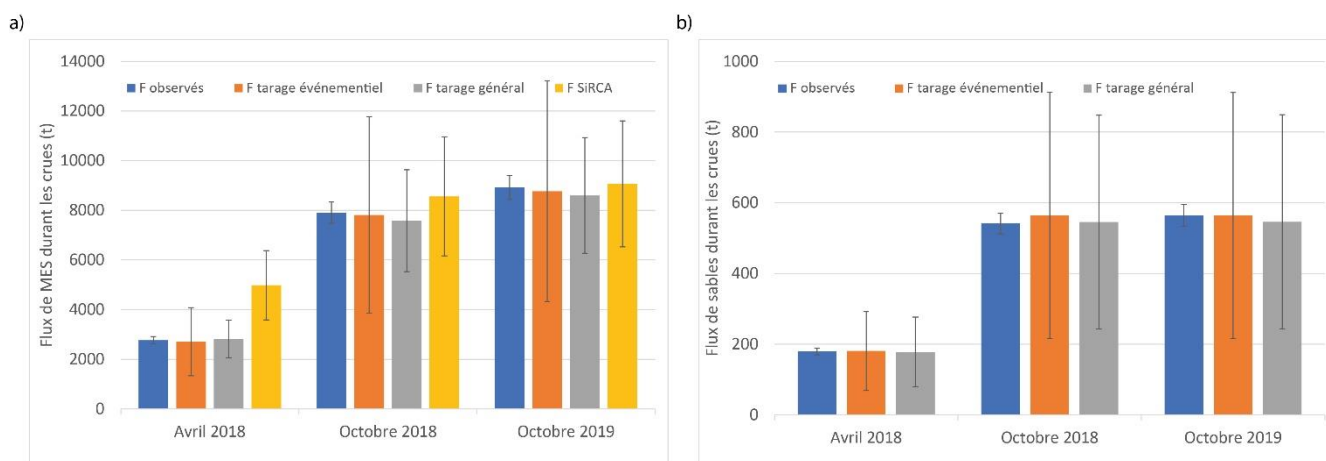 a)
Flux de MES durant les crues (t)
14000
12000
10000
8000
6000
4000
2000
0
F observés F tarage événementiel F tarage général F SiRCA
Avril 2018 Octobre 2018 Octobre 2019
b)
Flux de sables durant les crues (t)
1000
800
600
400
200
0
F observés F tarage événementiel F tarage général
Avril 2018 Octobre 2018 Octobre 2019